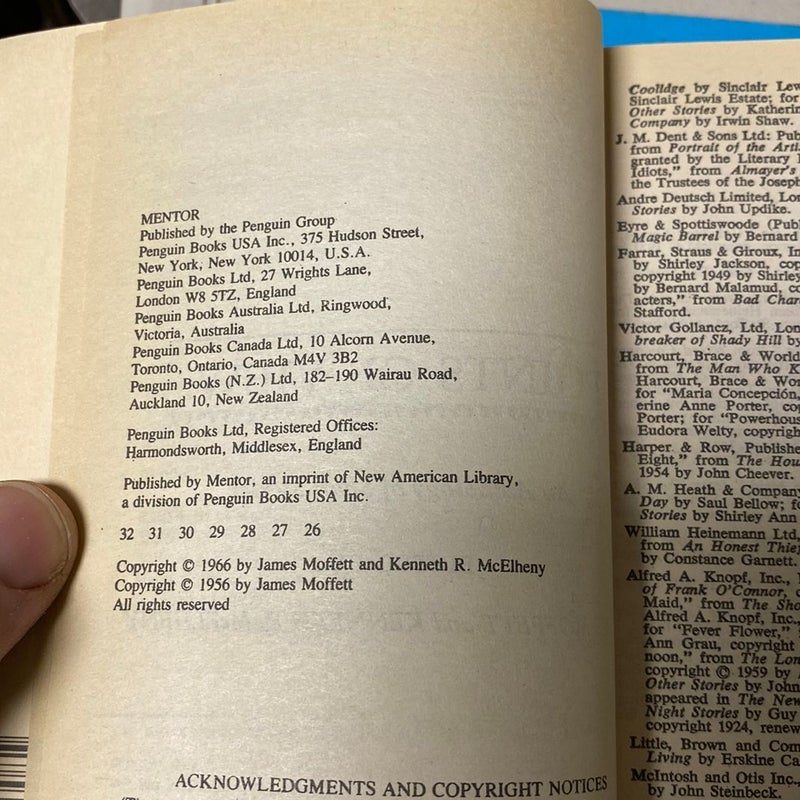 MENTOR
Published by the Penguin Group
Penguin Books USA Inc., 375 Hudson Street,
New York, New York 10014, U.S.A.
Penguin Books Ltd, 27 Wrights Lane,
London W8 5TZ, England
Penguin Books Australia Ltd, Ringwood,
Victoria, Australia
Penguin Books Canada Ltd, 10 Alcorn Avenue,
Toronto, Ontario, Canada M4V 3B2
Penguin Books (N.Z.) Ltd, 182–190 Wairau Road,
Auckland 10, New Zealand
Penguin Books Ltd, Registered Offices:
Harmondsworth, Middlesex, England
Published by Mentor, an imprint of New American Library,
a division of Penguin Books USA Inc.
32 31 30 29 28 27 26
Copyright © 1966 by James Moffett and Kenneth R. McElheny
Copyright © 1956 by James Moffett
All rights reserved
ACKNOWLEDGMENTS AND COPYRIGHT NOTICES
Coolidge by Sinclair Lew
Sinclair Lewis Estate; for
Other Stories by Katherin
Company by Irwin Shaw.
J. M. Dent & Sons Ltd: Pub
from Portrait of the Arti
granted by the Literary
Idiots," from Almayer's
the Trustees of the Joseph
Andre Deutsch Limited, Lon
Stories by John Updike.
Eyre & Spottiswoode (Publ
Magic Barrel by Bernard
Farrar, Straus & Giroux, In
by Shirley Jackson, cop
copyright 1949 by Shirley
by Bernard Malamud, co
acters," from Bad Char
Stafford.
Victor Gollancz, Ltd, Lon
breaker of Shady Hill by
Harcourt, Brace & World
from The Man Who K
Harcourt, Brace & Wor
for "Maria Concepción,
erine Anne Porter, cop
Porter; for "Powerhous
Eudora Welty, copyrigh
Harper & Row, Publishe
Eight," from The Hou
1954 by John Cheever.
A. M. Heath & Company
Day by Saul Bellow; fo
Stories by Shirley Ann
William Heinemann Ltd,
from An Honest Thief
by Constance Garnett.
Alfred A. Knopf, Inc.,
of Frank O'Connor,
Maid," from The Sho
Alfred A. Knopf, Inc.,
for "Fever Flower,"
Ann Grau, copyright
noon," from The Lon
copyright © 1959 by
Other Stories by John
appeared in The New
Night Stories by Guy
copyright 1924, renew
Little, Brown and Com
Living by Erskine Ca
McIntosh and Otis Inc.,
by John Steinbeck.